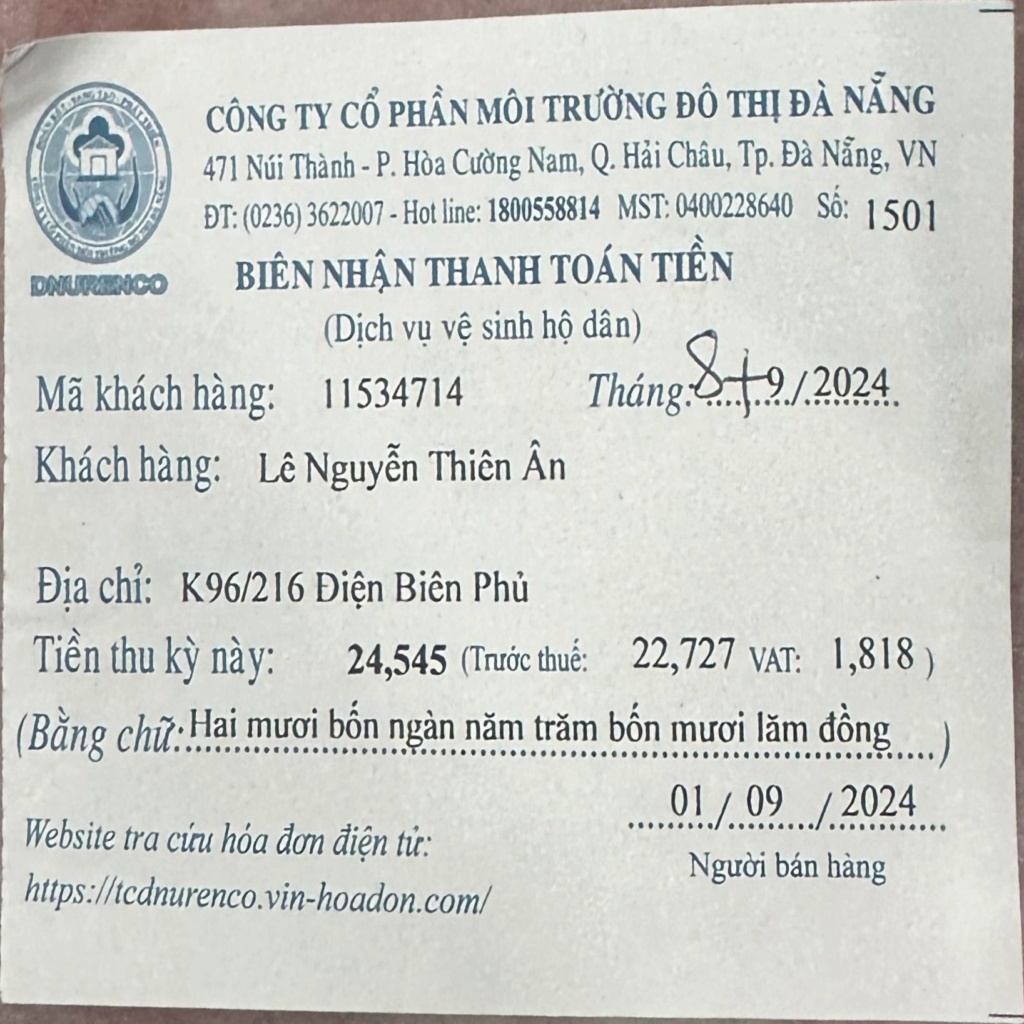 CÔNG TY CỔ PHẦN MÔI TRƯỜNG ĐÔ THỊ ĐÀ NẴNG
471 Núi Thành - P. Hòa Cường Nam, Q. Hải Châu, Tp. Đà Nẵng, VN
ĐT: (0236) 3622007 - Hot line: 1800558814 MST: 0400228640 Số: 1501
DNURENCO
BIÊN NHẬN THANH TOÁN TIỀN
(Dịch vụ vệ sinh hộ dân)
Mã khách hàng: 11534714 Tháng: 8+9/2024
Khách hàng: Lê Nguyễn Thiên Ân
Địa chỉ: K96/216 Điện Biên Phủ
Tiền thu kỳ này: 24,545 (Trước thuế: 22,727 VAT: 1,818 )
(Bằng chữ: Hai mươi bốn ngàn năm trăm bốn mươi lăm đồng ....)
01 / 09 / 2024
Người bán hàng
Website tra cứu hóa đơn điện tử:
https://tcdnurenco.vin-hoadon.com/